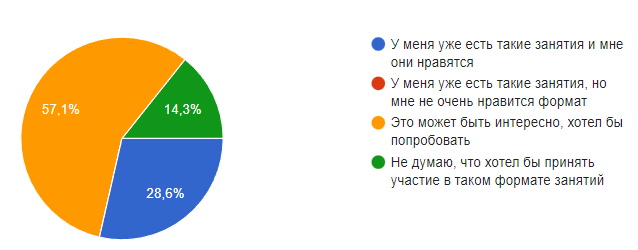 57,1%
14,3%
28,6%
У меня уже есть такие занятия и мне
они нравятся
У меня уже есть такие занятия, но
мне не очень нравится формат
Это может быть интересно, хотел бы
попробовать
Не думаю, что хотел бы принять
участие в таком формате занятий